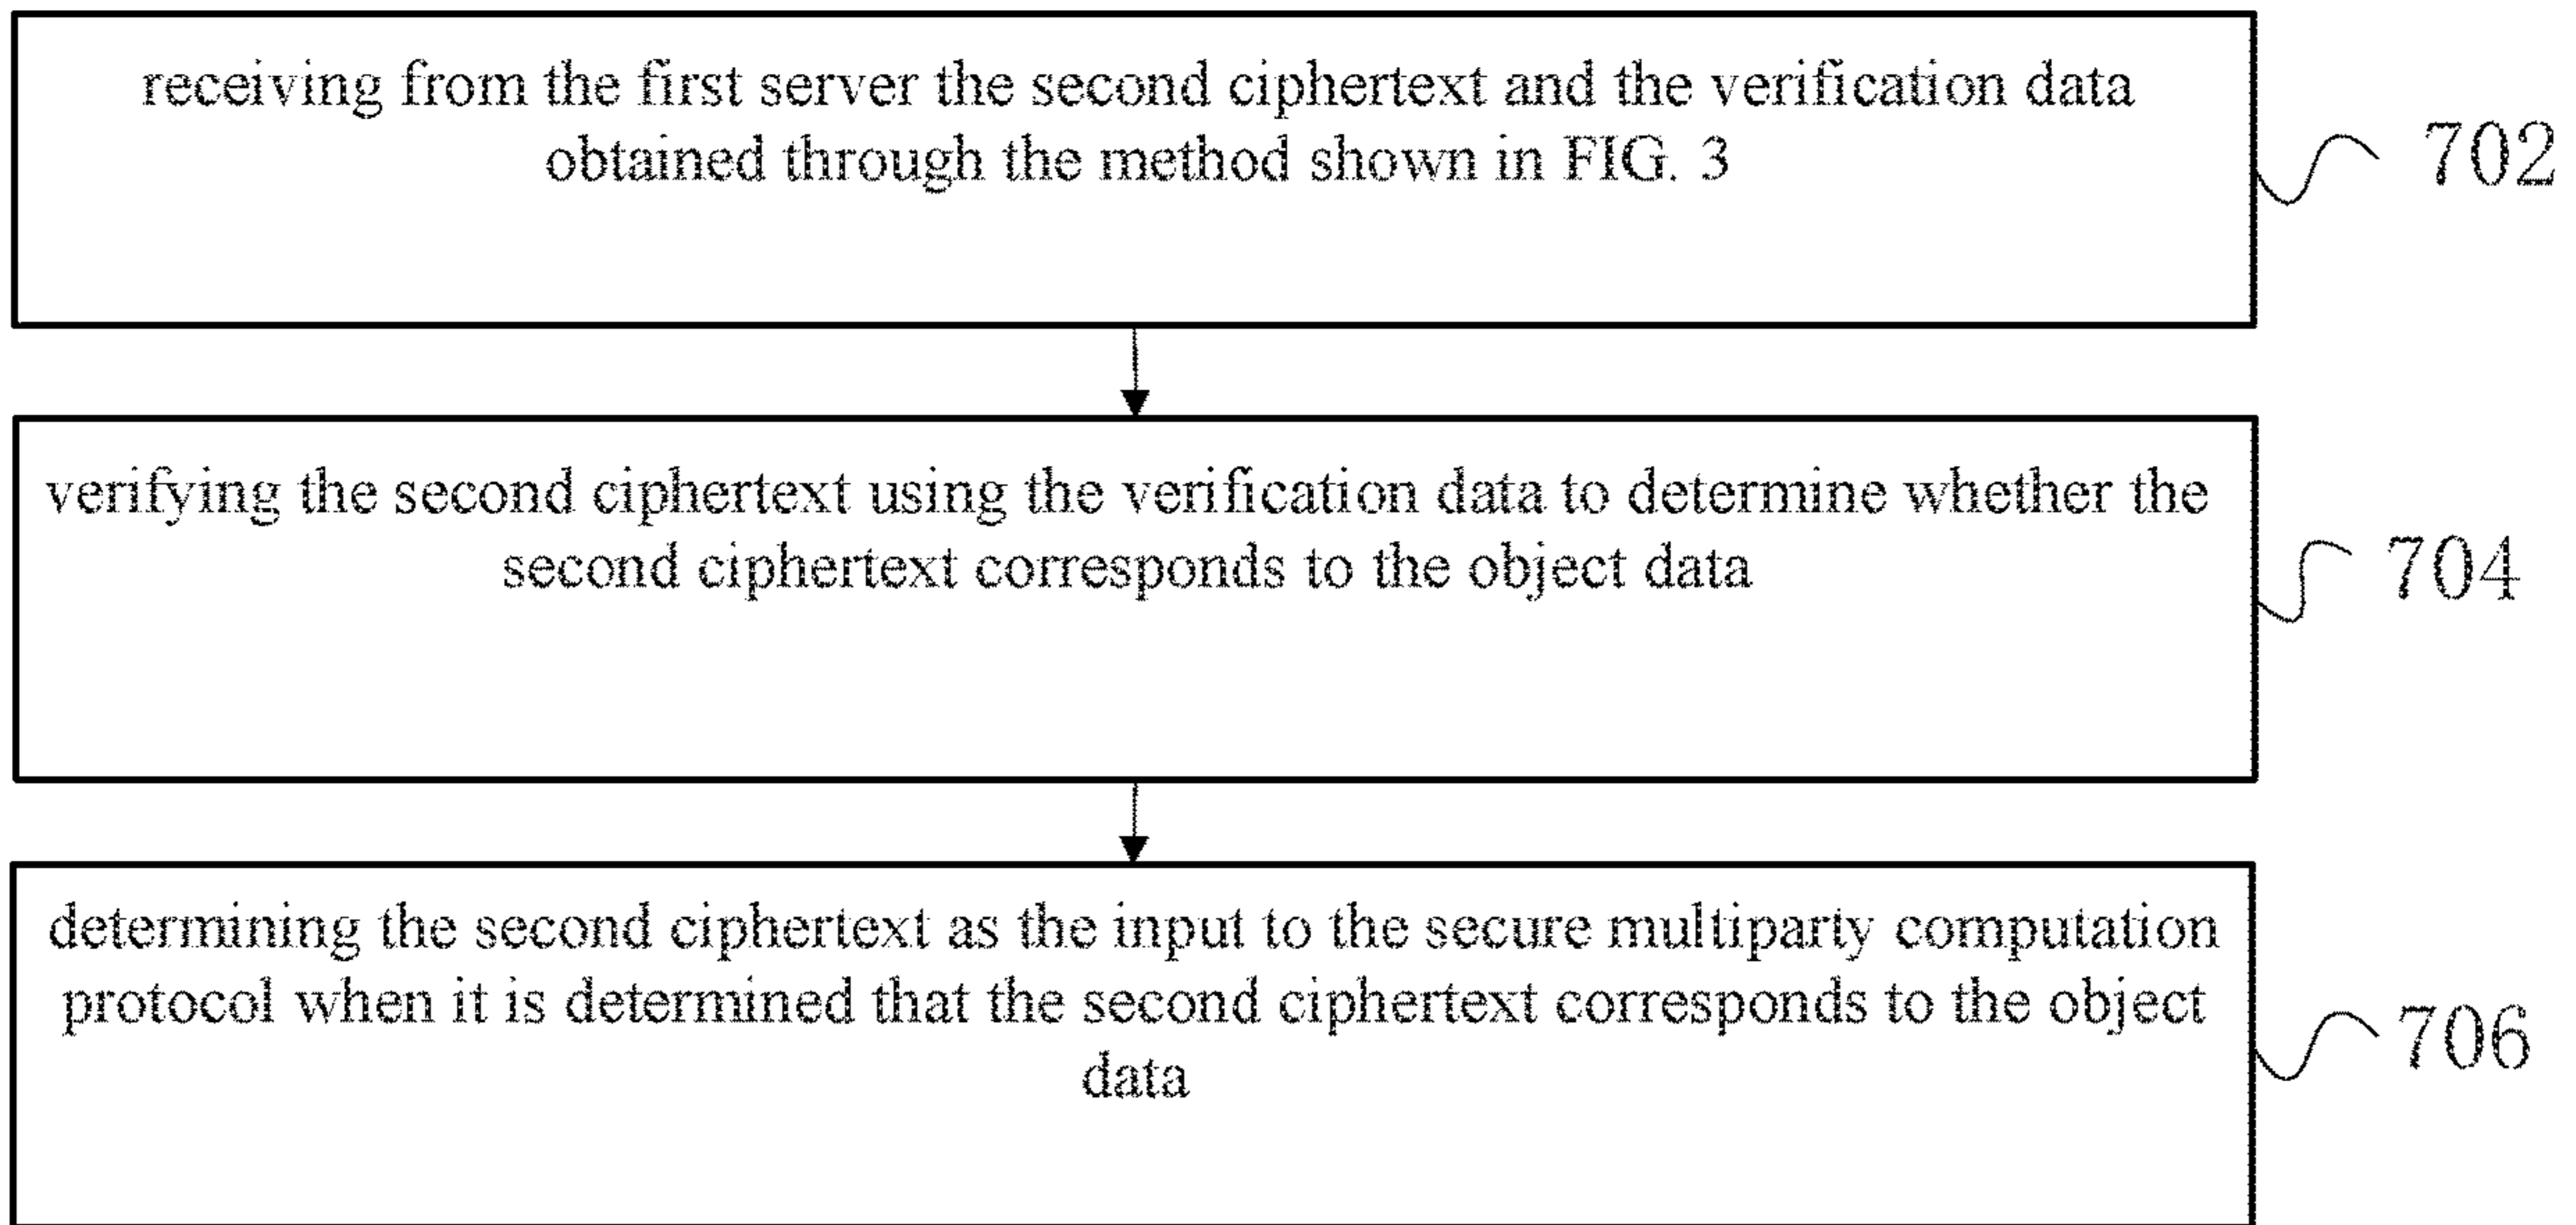 receiving from the first server the second ciphertext and the verification data
obtained through the method shown in FIG. 3
702
verifying the second ciphertext using the verification data to determine whether the
second ciphertext corresponds to the object data
704
determining the second ciphertext as the input to the secure multiparty computation
protocol when it is determined that the second ciphertext corresponds to the object
data
706